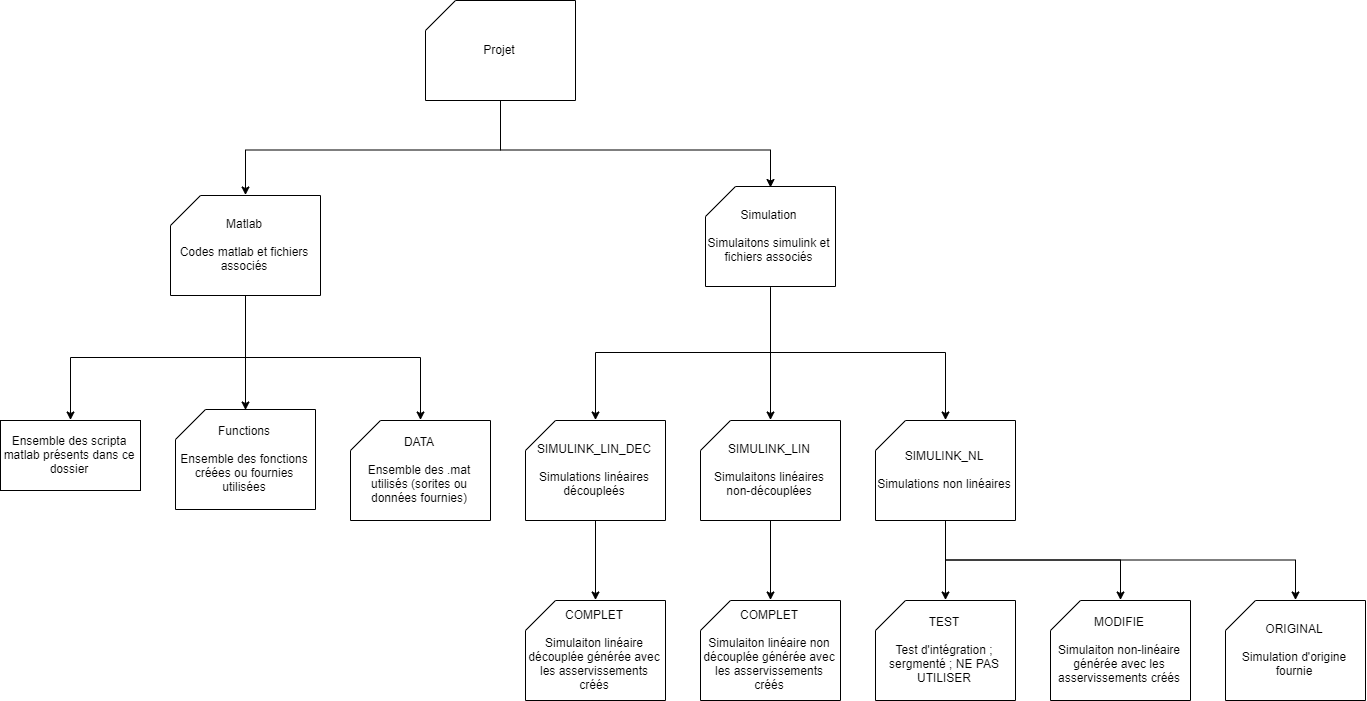 Projet
Matlab
Codes matlab et fichiers
associés
Simulation
Simulaitons simulink et
fichiers associés
Ensemble des scripta
matlab présents dans ce
dossier
Functions
Ensemble des fonctions
créées ou fournies
utilisées
DATA
Ensemble des .mat
utilisés (sorites ou
données fournies)
SIMULINK_LIN_DEC
Simulations linéaires
découpleés
SIMULINK_LIN
Simulaitons linéaires
non-découplées
SIMULINK_NL
Simulations non linéaires
COMPLET
Simulaiton linéaire
découplée générée avec
les asservissements
créés
COMPLET
Simulaiton linéaire non
découplée générée avec
les asservissements
créés
TEST
Test d'intégration ;
sergmenté ; NE PAS
UTILISER
MODIFIE
Simulaiton non-linéaire
générée avec les
asservissements créés
ORIGINAL
Simulation d'origine
fournie